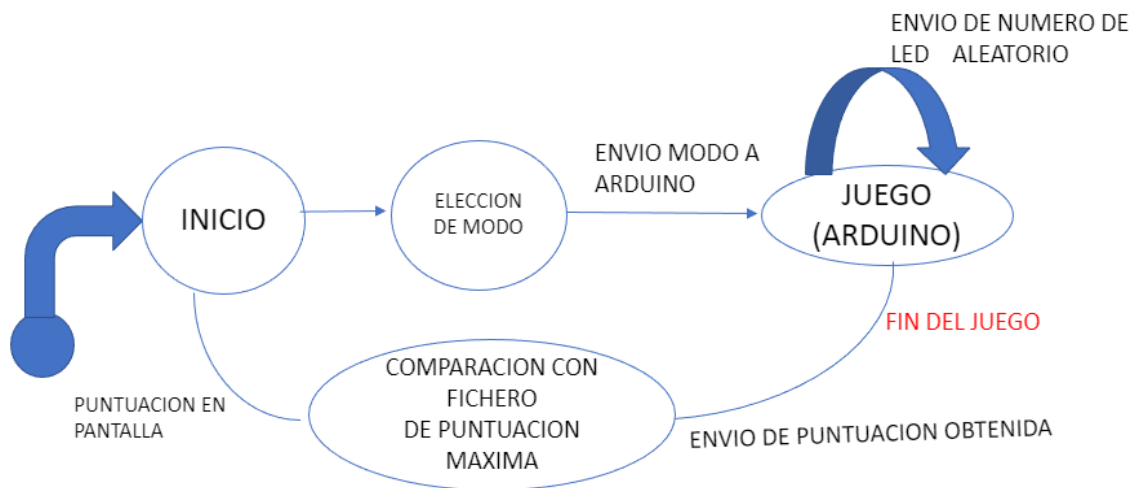 ENVIO DE NUMERO DE
LED ALEATORIO
ENVIO MODO A
ARDUINO
INICIO
ELECCION
DE MODO
JUEGO
(ARDUINO)
FIN DEL JUEGO
COMPARACION CON
FICHERO
DE PUNTUACION
MAXIMA
PUNTUACION EN
PANTALLA
ENVIO DE PUNTUACION OBTENIDA